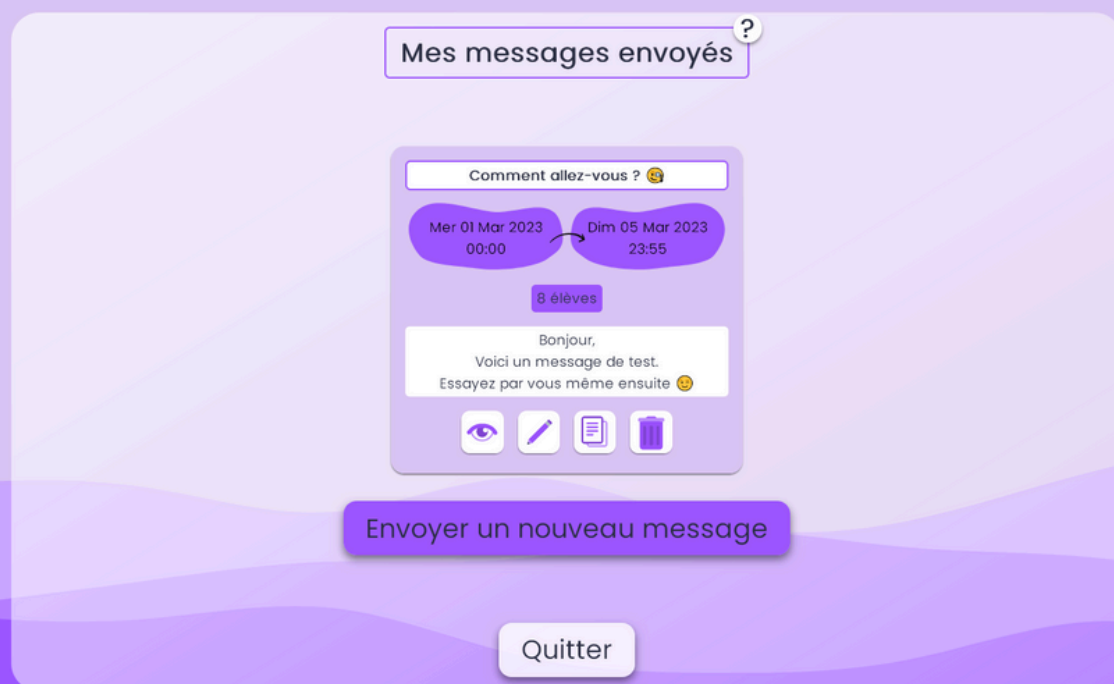 Mes messages envoyés
?
Comment allez-vous ? 🧐
Mer 01 Mar 2023
00:00
Dim 05 Mar 2023
23:55
8 élèves
Bonjour,
Voici un message de test.
Essayez par vous même ensuite 😉
Envoyer un nouveau message
Quitter